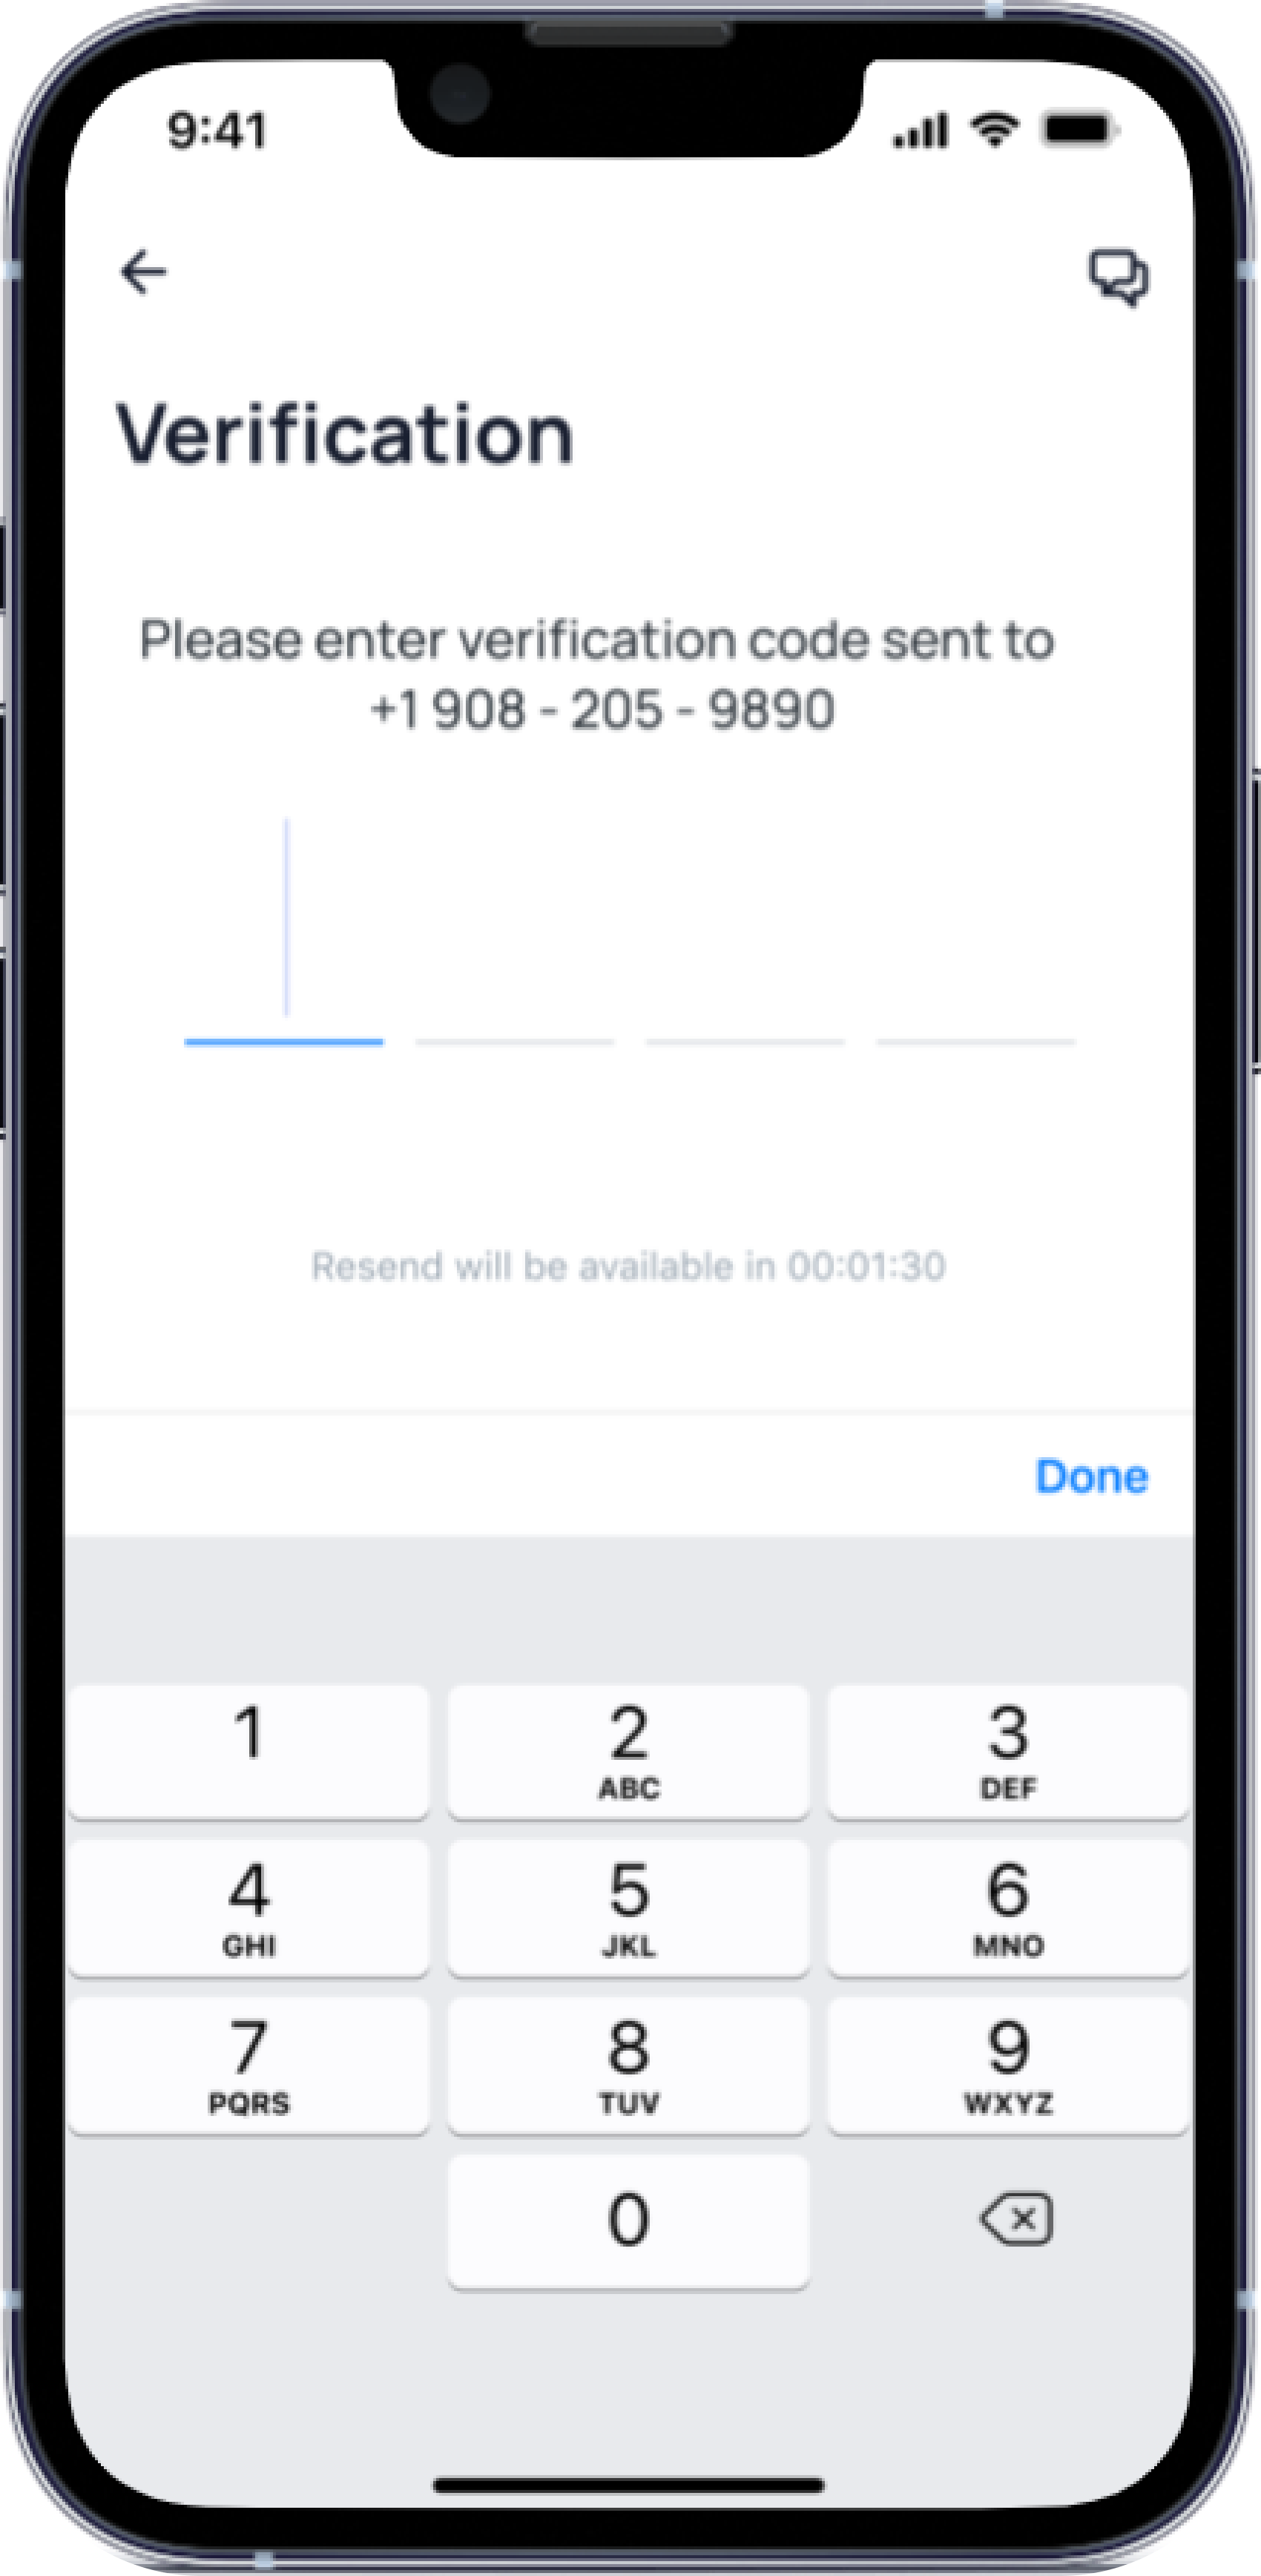 9:41
Verification
Please enter verification code sent to
+1 908 - 205 - 9890
Resend will be available in 00:01:30
Done
1
2
3
ABC
DEF
4
5
6
GHI
JKL
MNO
7
8
9
PQRS
TUV
WXYZ
0